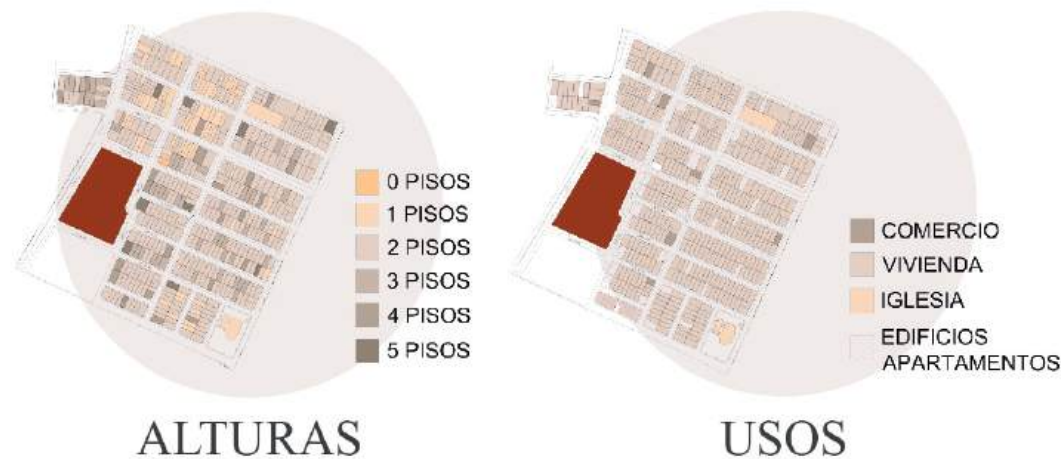 0 PISOS
1 PISOS
2 PISOS
3 PISOS
4 PISOS
5 PISOS
ALTURAS
COMERCIO
VIVIENDA
IGLESIA
EDIFICIOS
APARTAMENTOS
USOS